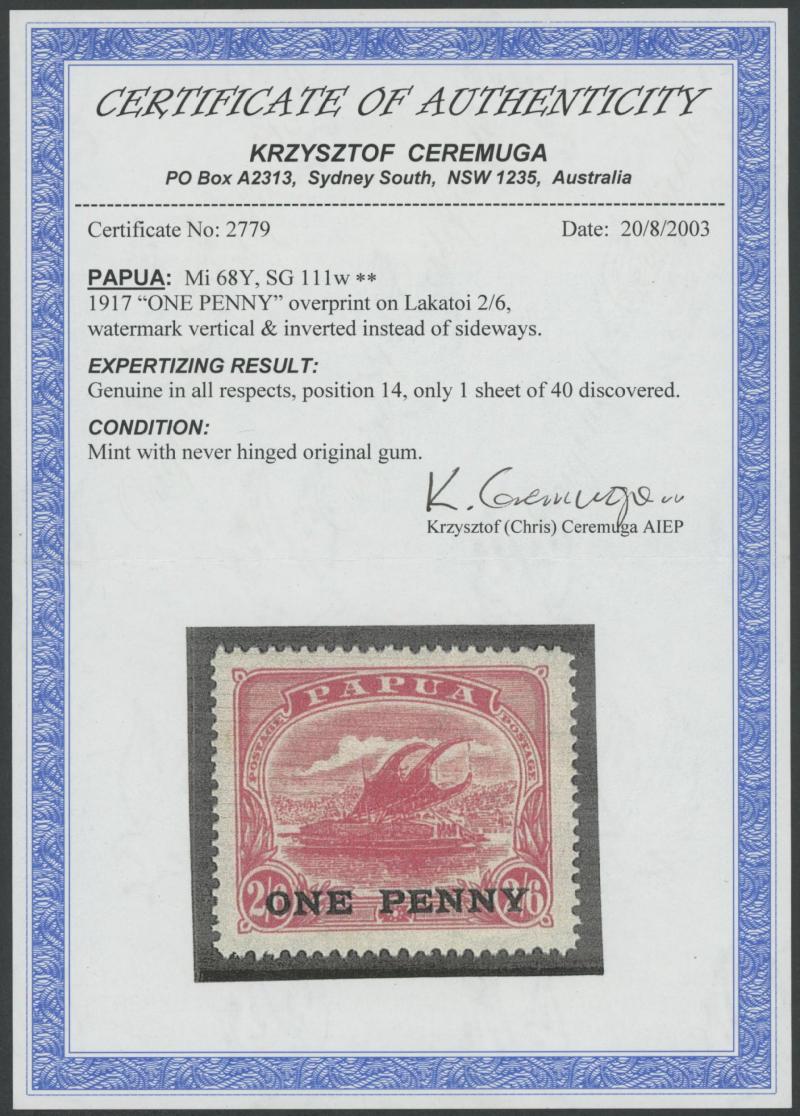 CERTIFICATE OF AUTHENTICITY
KRZYSZTOF CEREMUGA
PO Box A2313, Sydney South, NSW 1235, Australia
Certificate No: 2779 Date: 20/8/2003
PAPUA: Mi 68Y, SG 111w **
1917 “ONE PENNY” overprint on Lakatoi 2/6,
watermark vertical & inverted instead of sideways.
EXPERTIZING RESULT:
Genuine in all respects, position 14, only 1 sheet of 40 discovered.
CONDITION:
Mint with never hinged original gum.
K. Ceremuga
Krzysztof (Chris) Ceremuga AIEP
PAPUA
POSTAGE POSTAGE
2/6 2/6
ONE PENNY